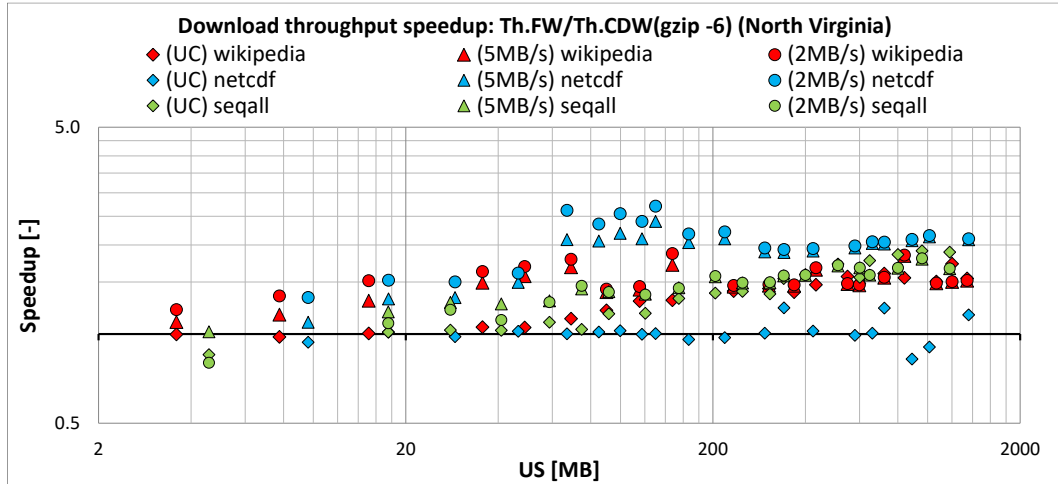 Download throughput speedup: Th.FW/Th.CDW(gzip -6) (North Virginia)
(UC) wikipedia (5MB/s) wikipedia (2MB/s) wikipedia
(UC) netcdf (5MB/s) netcdf (2MB/s) netcdf
(UC) seqall (5MB/s) seqall (2MB/s) seqall
5.0
Speedup [-]
0.5
2 20 200 2000
US [MB]